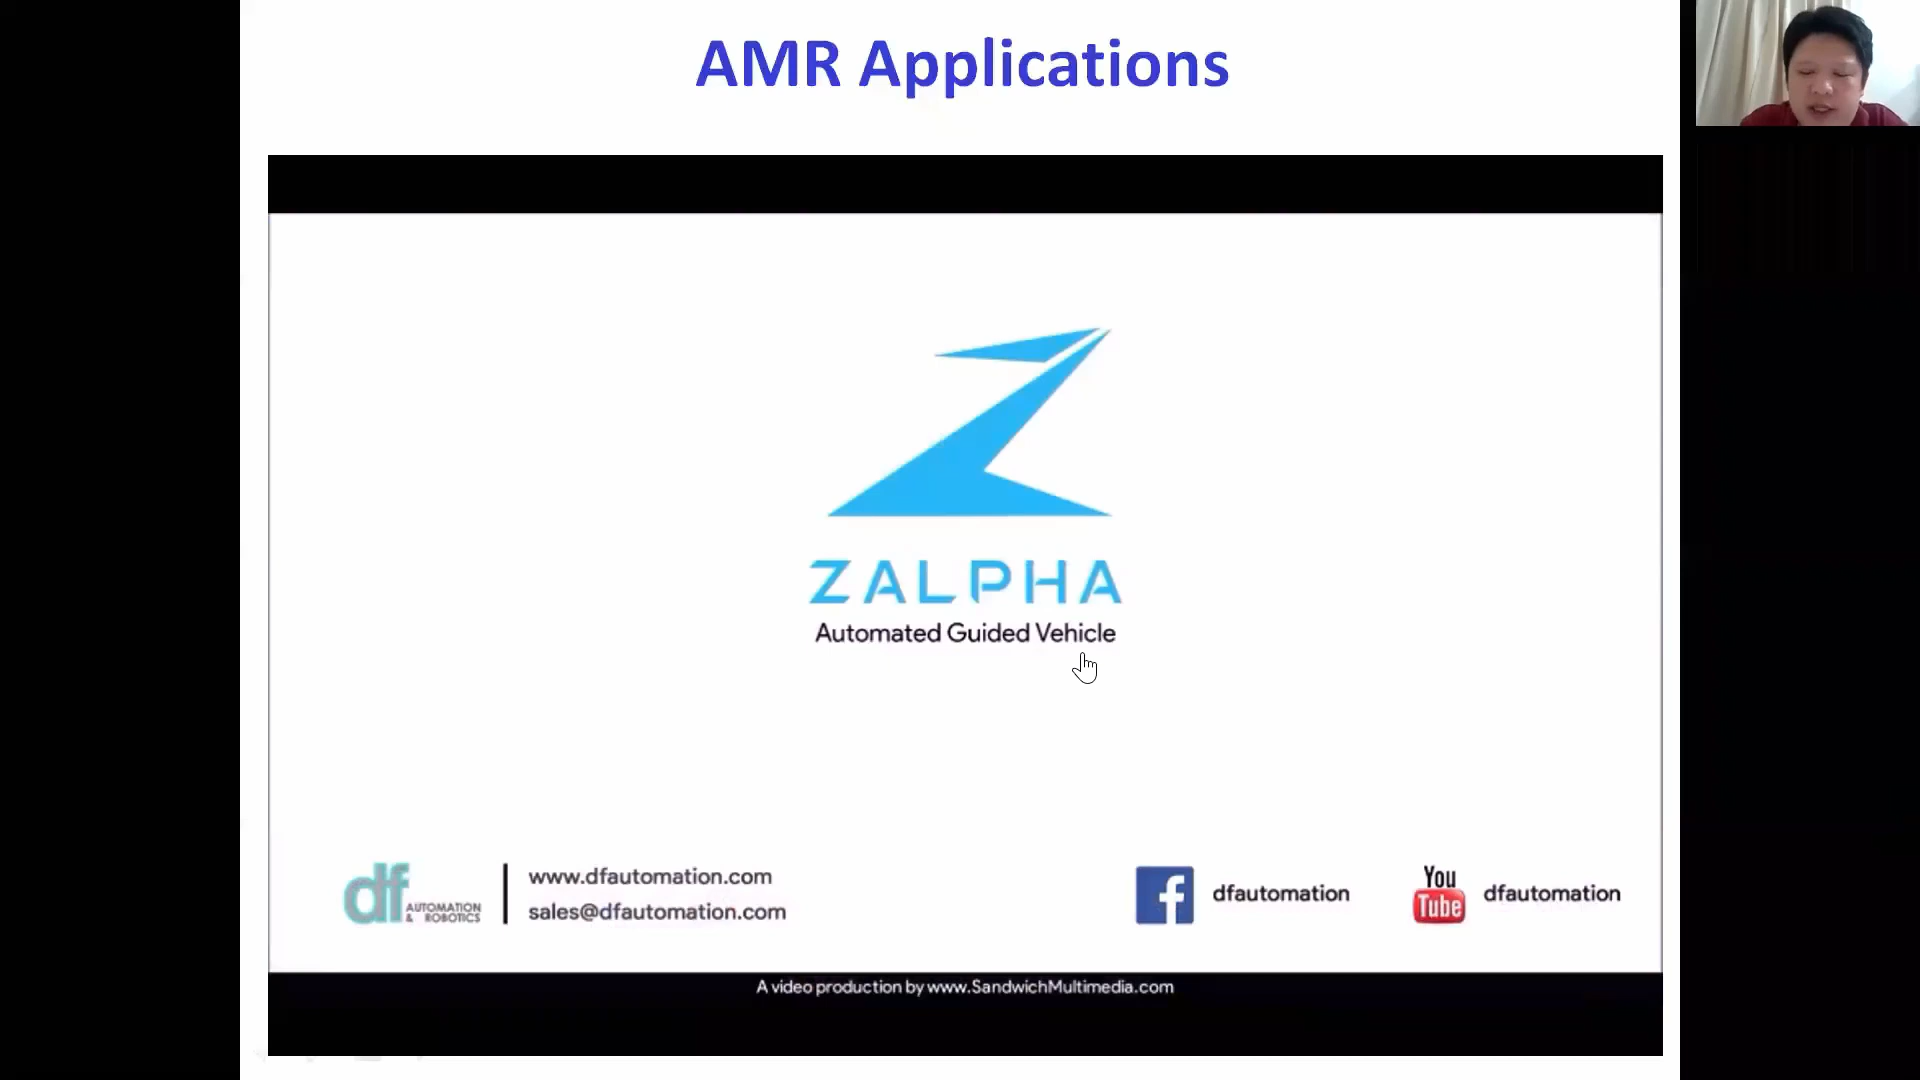 AMR Applications
ZALPHA
Automated Guided Vehicle
df AUTOMATION
& ROBOTICS
www.dfautomation.com
sales@dfautomation.com
f dfautomation
You
Tube dfautomation
A video production by www.SandwichMultimedia.com